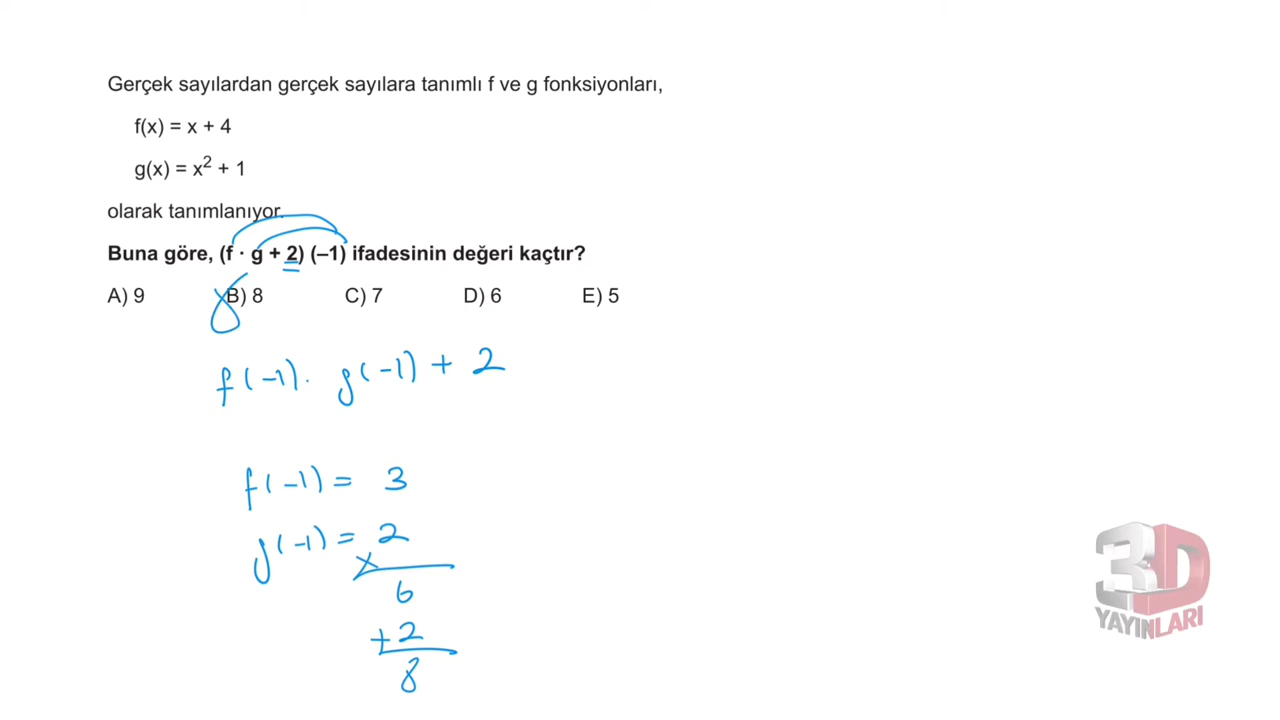 Gerçek sayılardan gerçek sayılara tanımlı f ve g fonksiyonları,
f(x) = x + 4
g(x) = x² + 1
olarak tanımlanıyor.
Buna göre, (f · g + 2) (–1) ifadesinin değeri kaçtır?
A) 9 B) 8 C) 7 D) 6 E) 5
f(-1) · g(-1) + 2
f(-1) = 3
g(-1) = 2
x
6
+2
8
3D
YAYINLARI